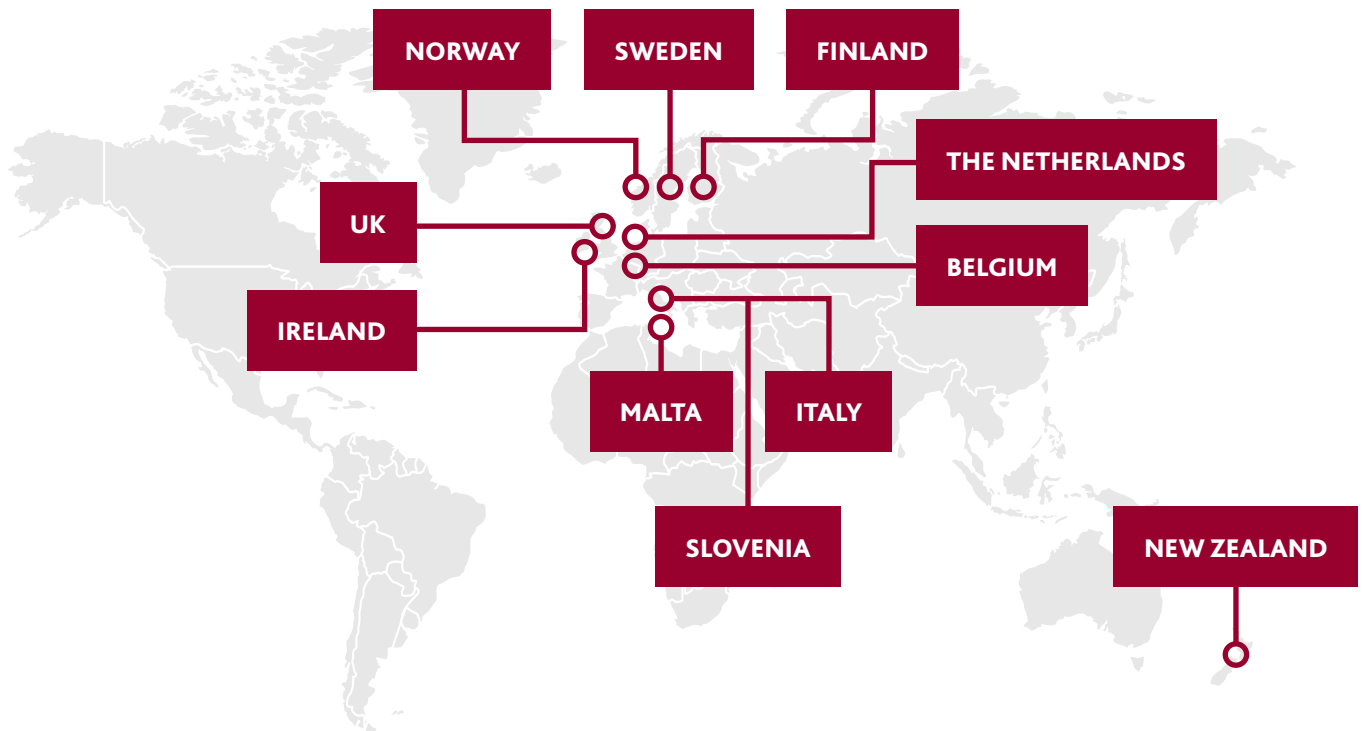 NORWAY
SWEDEN
FINLAND
THE NETHERLANDS
UK
BELGIUM
IRELAND
MALTA
ITALY
SLOVENIA
NEW ZEALAND